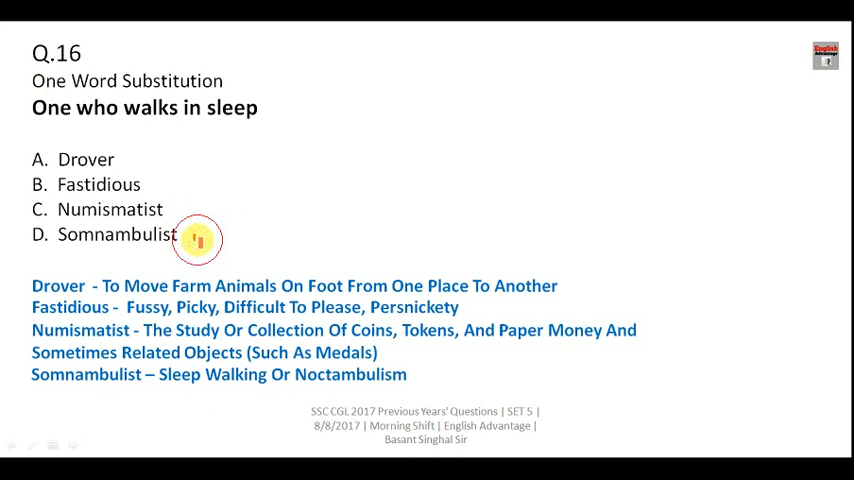 Q.16
English
Advantage
One Word Substitution
One who walks in sleep
A. Drover
B. Fastidious
C. Numismatist
D. Somnambulist
Drover - To Move Farm Animals On Foot From One Place To Another
Fastidious - Fussy, Picky, Difficult To Please, Persnickety
Numismatist - The Study Or Collection Of Coins, Tokens, And Paper Money And
Sometimes Related Objects (Such As Medals)
Somnambulist – Sleep Walking Or Noctambulism
SSC CGL 2017 Previous Years' Questions | SET 5 |
8/8/2017 | Morning Shift | English Advantage |
Basant Singhal Sir